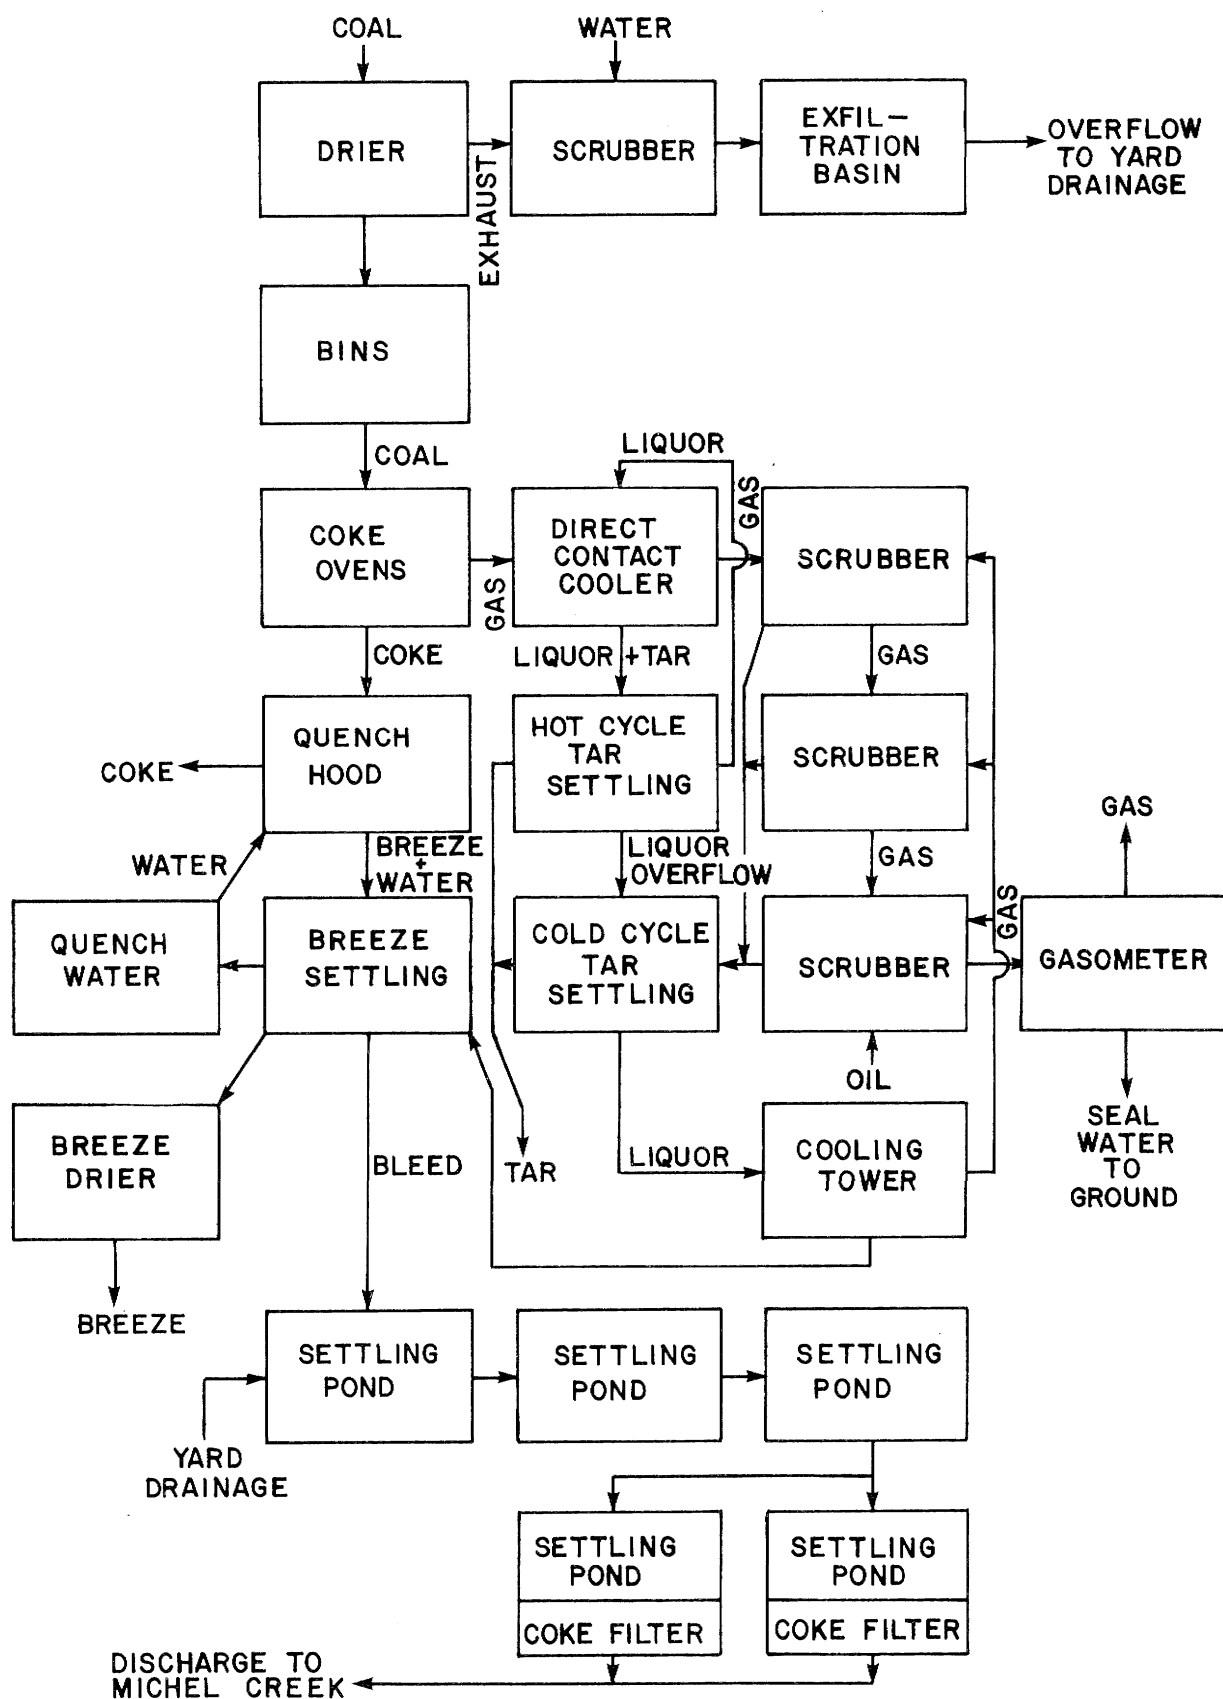 COAL
WATER
DRIER
EXHAUST
SCRUBBER
EXFIL-
TRATION
BASIN
OVERFLOW
TO YARD
DRAINAGE
BINS
COAL
LIQUOR
GAS
COKE
OVENS
GAS
DIRECT
CONTACT
COOLER
SCRUBBER
COKE
LIQUOR + TAR
GAS
QUENCH
HOOD
COKE
HOT CYCLE
TAR
SETTLING
SCRUBBER
GAS
WATER
BREEZE
+
WATER
LIQUOR
OVERFLOW
GAS
GAS
QUENCH
WATER
BREEZE
SETTLING
COLD CYCLE
TAR
SETTLING
SCRUBBER
GASOMETER
OIL
SEAL
WATER
TO
GROUND
BREEZE
DRIER
BLEED
TAR
LIQUOR
COOLING
TOWER
BREEZE
SETTLING
POND
SETTLING
POND
SETTLING
POND
YARD
DRAINAGE
SETTLING
POND
COKE FILTER
SETTLING
POND
COKE FILTER
DISCHARGE TO
MICHEL CREEK